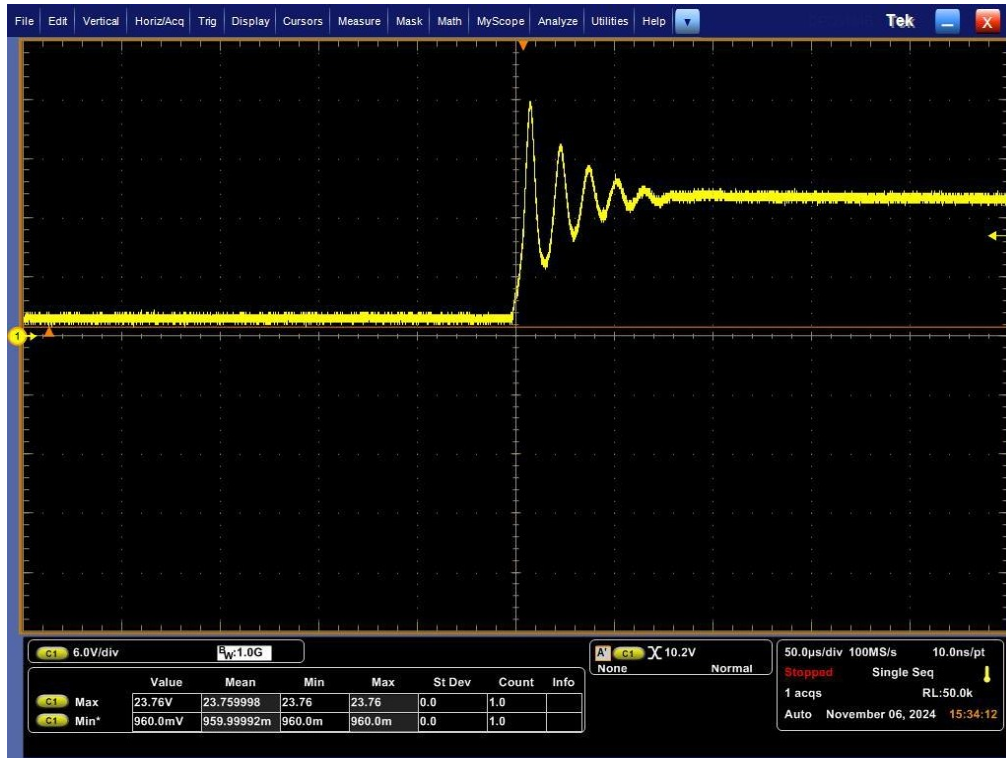 File Edit Vertical Horiz/Acq Trig Display Cursors Measure Mask Math MyScope Analyze Utilities Help Tek X
1
C1 6.0V/div BW:1.0G
A' C1 10.2V
None Normal
50.0µs/div 100MS/s 10.0ns/pt
Stopped Single Seq
1 acqs RL:50.0k
Auto November 06, 2024 15:34:12
Value Mean Min Max St Dev Count Info
C1 Max 23.76V 23.759998 23.76 23.76 0.0 1.0
C1 Min* 960.0mV 959.99992m 960.0m 960.0m 0.0 1.0